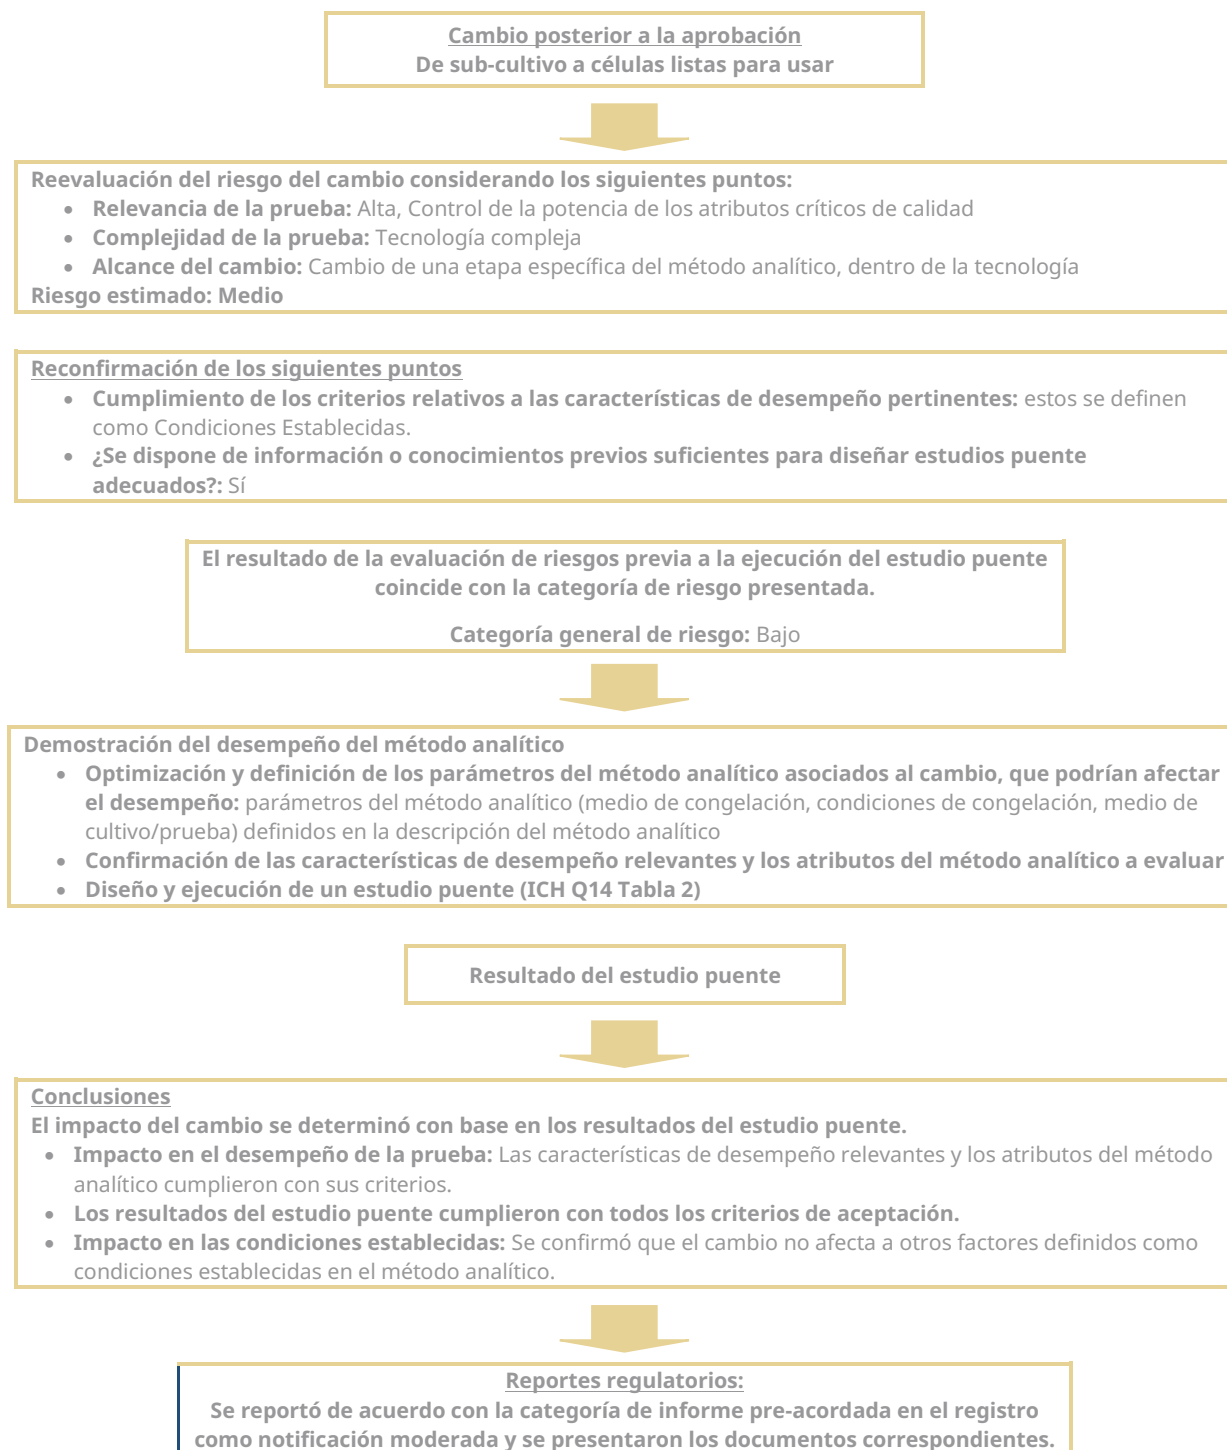 Cambio posterior a la aprobación
De sub-cultivo a células listas para usar
Reevaluación del riesgo del cambio considerando los siguientes puntos:
• Relevancia de la prueba: Alta, Control de la potencia de los atributos críticos de calidad
• Complejidad de la prueba: Tecnología compleja
• Alcance del cambio: Cambio de una etapa específica del método analítico, dentro de la tecnología
Riesgo estimado: Medio
Reconfirmación de los siguientes puntos
• Cumplimiento de los criterios relativos a las características de desempeño pertinentes: estos se definen
como Condiciones Establecidas.
• ¿Se dispone de información o conocimientos previos suficientes para diseñar estudios puente
adecuados?: Sí
El resultado de la evaluación de riesgos previa a la ejecución del estudio puente
coincide con la categoría de riesgo presentada.
Categoría general de riesgo: Bajo
Demostración del desempeño del método analítico
• Optimización y definición de los parámetros del método analítico asociados al cambio, que podrían afectar
el desempeño: parámetros del método analítico (medio de congelación, condiciones de congelación, medio de
cultivo/prueba) definidos en la descripción del método analítico
• Confirmación de las características de desempeño relevantes y los atributos del método analítico a evaluar
• Diseño y ejecución de un estudio puente (ICH Q14 Tabla 2)
Resultado del estudio puente
Conclusiones
El impacto del cambio se determinó con base en los resultados del estudio puente.
• Impacto en el desempeño de la prueba: Las características de desempeño relevantes y los atributos del método
analítico cumplieron con sus criterios.
• Los resultados del estudio puente cumplieron con todos los criterios de aceptación.
• Impacto en las condiciones establecidas: Se confirmó que el cambio no afecta a otros factores definidos como
condiciones establecidas en el método analítico.
Reportes regulatorios:
Se reportó de acuerdo con la categoría de informe pre-acordada en el registro
como notificación moderada y se presentaron los documentos correspondientes.